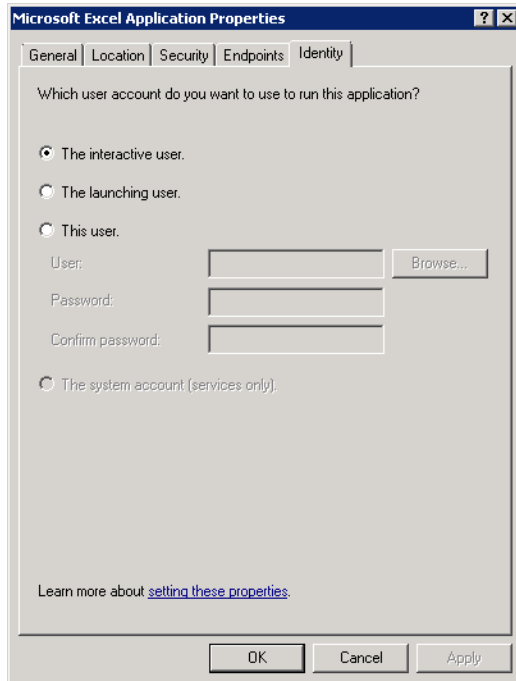 Microsoft Excel Application Properties
General Location Security Endpoints Identity
Which user account do you want to use to run this application?
The interactive user.
The launching user.
This user.
User:
Browse...
Password:
Confirm password:
The system account (services only).
Learn more about setting these properties.
OK Cancel Apply